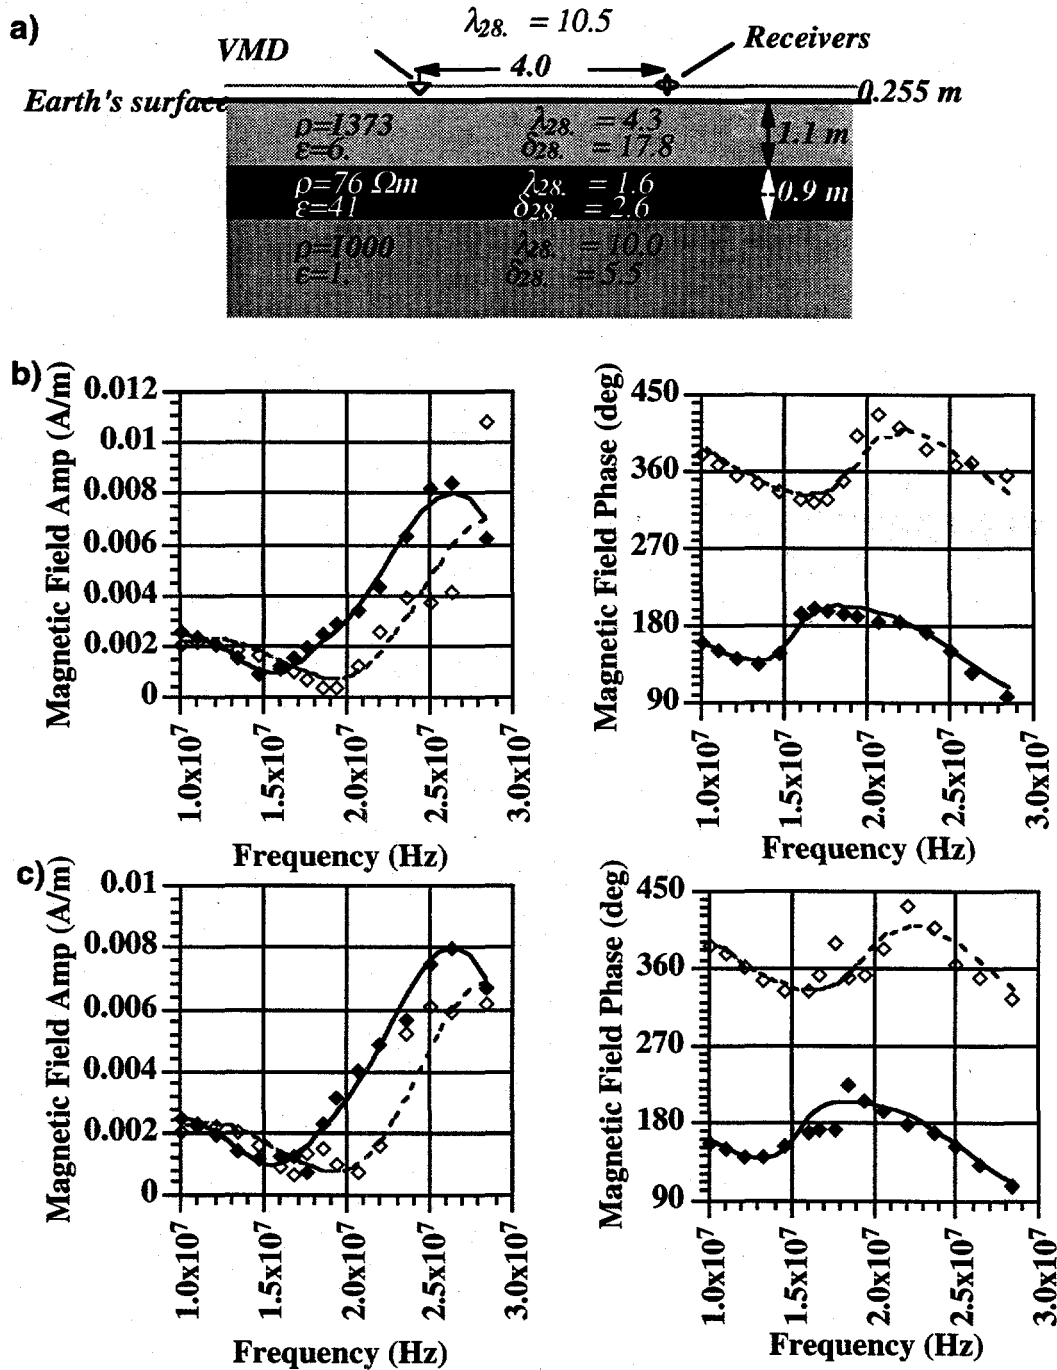 a)
λ28. = 10.5
VMD
Receivers
4.0
Earth's surface
0.255 m
ρ=1373
λ28. = 4.3
1.1 m
ε=6.
δ28. = 17.8
ρ=76 Ωm
λ28. = 1.6
0.9 m
ε=41
δ28. = 2.6
ρ=1000
λ28. = 10.0
ε=1.
δ28. = 5.5
b)
Magnetic Field Amp (A/m)
0.012
0.01
0.008
0.006
0.004
0.002
0
1.0x10^7
1.5x10^7
2.0x10^7
2.5x10^7
3.0x10^7
Frequency (Hz)
Magnetic Field Phase (deg)
450
360
270
180
90
1.0x10^7
1.5x10^7
2.0x10^7
2.5x10^7
3.0x10^7
Frequency (Hz)
c)
Magnetic Field Amp (A/m)
0.01
0.008
0.006
0.004
0.002
0
1.0x10^7
1.5x10^7
2.0x10^7
2.5x10^7
3.0x10^7
Frequency (Hz)
Magnetic Field Phase (deg)
450
360
270
180
90
1.0x10^7
1.5x10^7
2.0x10^7
2.5x10^7
3.0x10^7
Frequency (Hz)